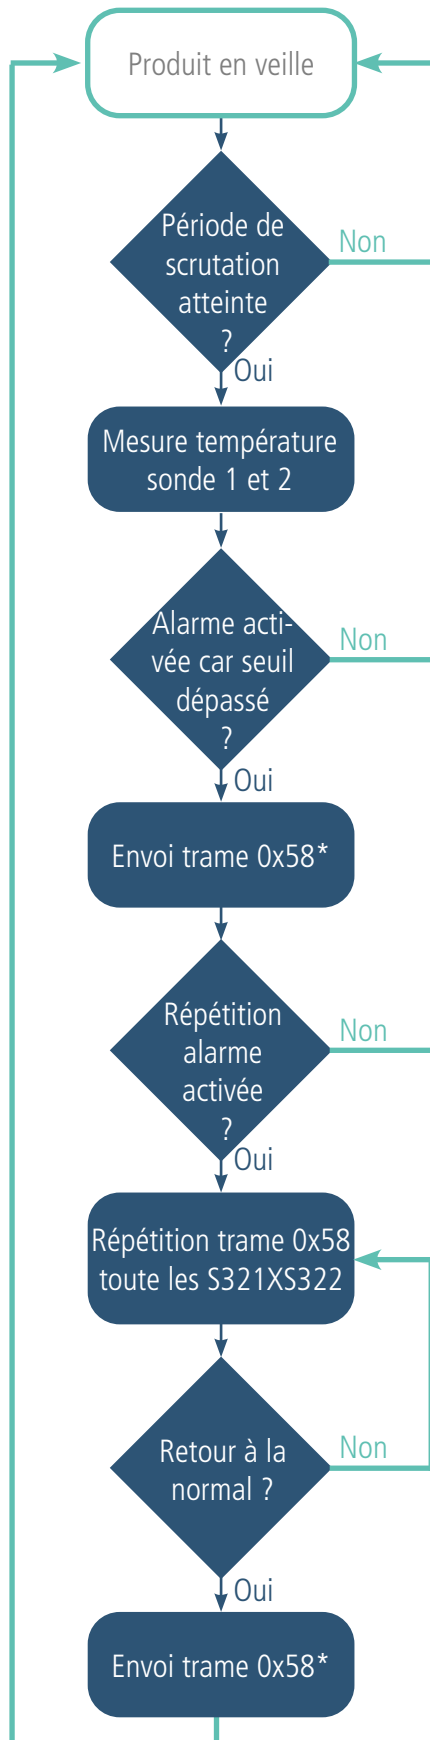 Produit en veille
Période de
scrutation
atteinte
?
Non
Oui
Mesure température
sonde 1 et 2
Alarme acti-
vée car seuil
dépassé
?
Non
Oui
Envoi trame 0x58*
Répétition
alarme
activée
?
Non
Oui
Répétition trame 0x58
toute les S321XS322
Retour à la
normal ?
Non
Oui
Envoi trame 0x58*